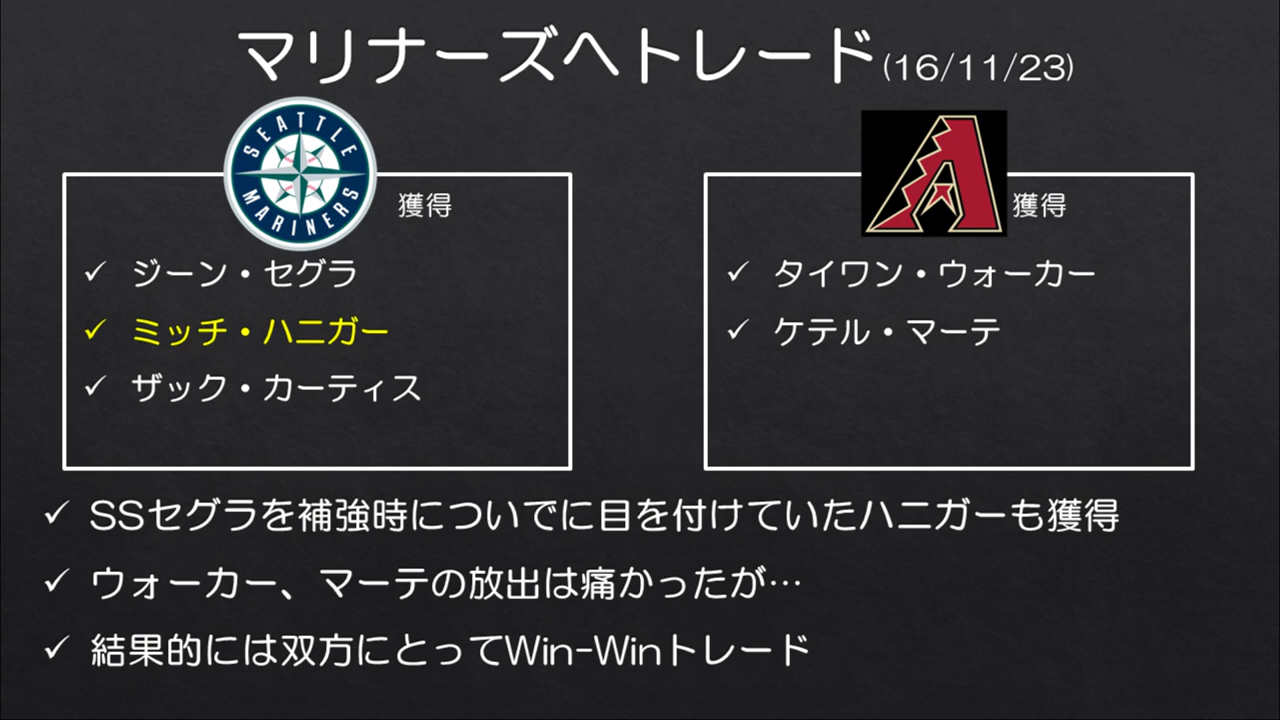 マリナーズへトレード(16/11/23)
SEATTLE
MARINERS
獲得
✓ ジーン・セグラ
✓ ミッチ・ハニガー
✓ ザック・カーティス
A
獲得
✓ タイワン・ウォーカー
✓ ケテル・マーテ
✓ SSセグラを補強時についでに目を付けていたハニガーも獲得
✓ ウォーカー、マーテの放出は痛かったが…
✓ 結果的には双方にとってWin-Winトレード